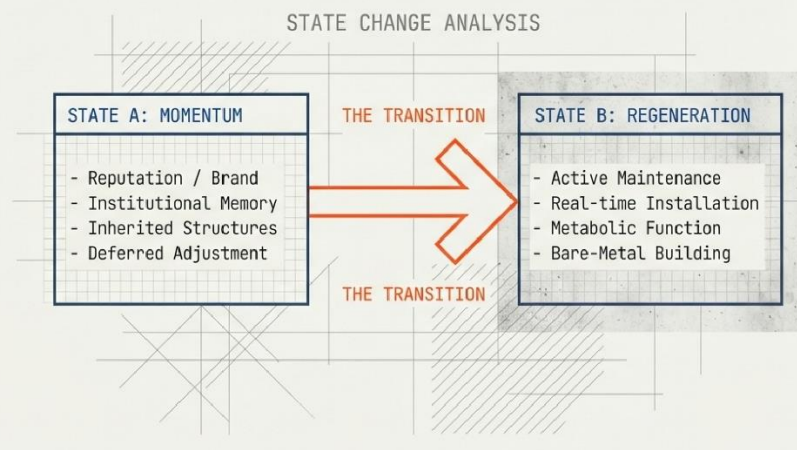 STATE CHANGE ANALYSIS
STATE A: MOMENTUM
- Reputation / Brand
- Institutional Memory
- Inherited Structures
- Deferred Adjustment
THE TRANSITION
THE TRANSITION
STATE B: REGENERATION
- Active Maintenance
- Real-time Installation
- Metabolic Function
- Bare-Metal Building